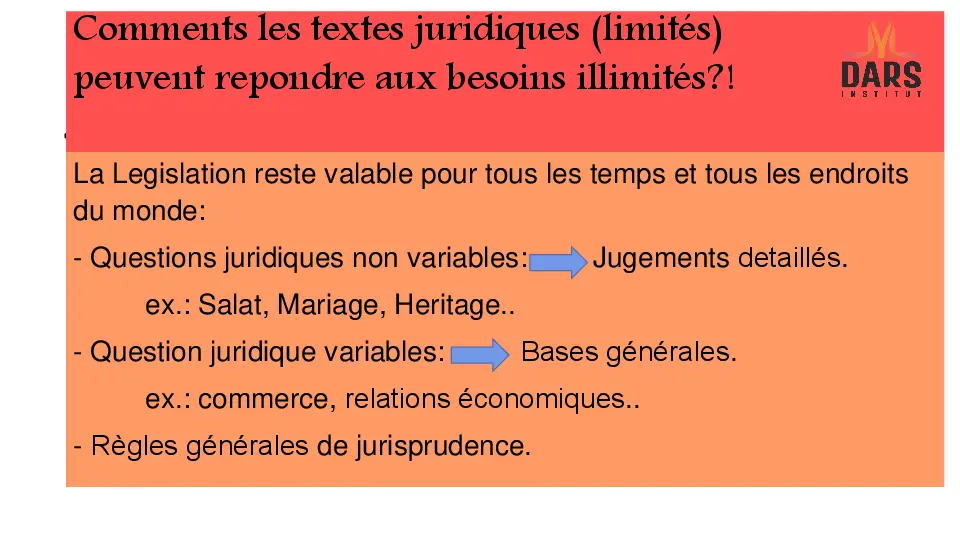 Comments les textes juridiques (limités)
peuvent repondre aux besoins illimités?!
DARS
INSTITUT
La Legislation reste valable pour tous les temps et tous les endroits
du monde:
- Questions juridiques non variables: Jugements detaillés.
ex.: Salat, Mariage, Heritage..
- Question juridique variables: Bases générales.
ex.: commerce, relations économiques..
- Règles générales de jurisprudence.